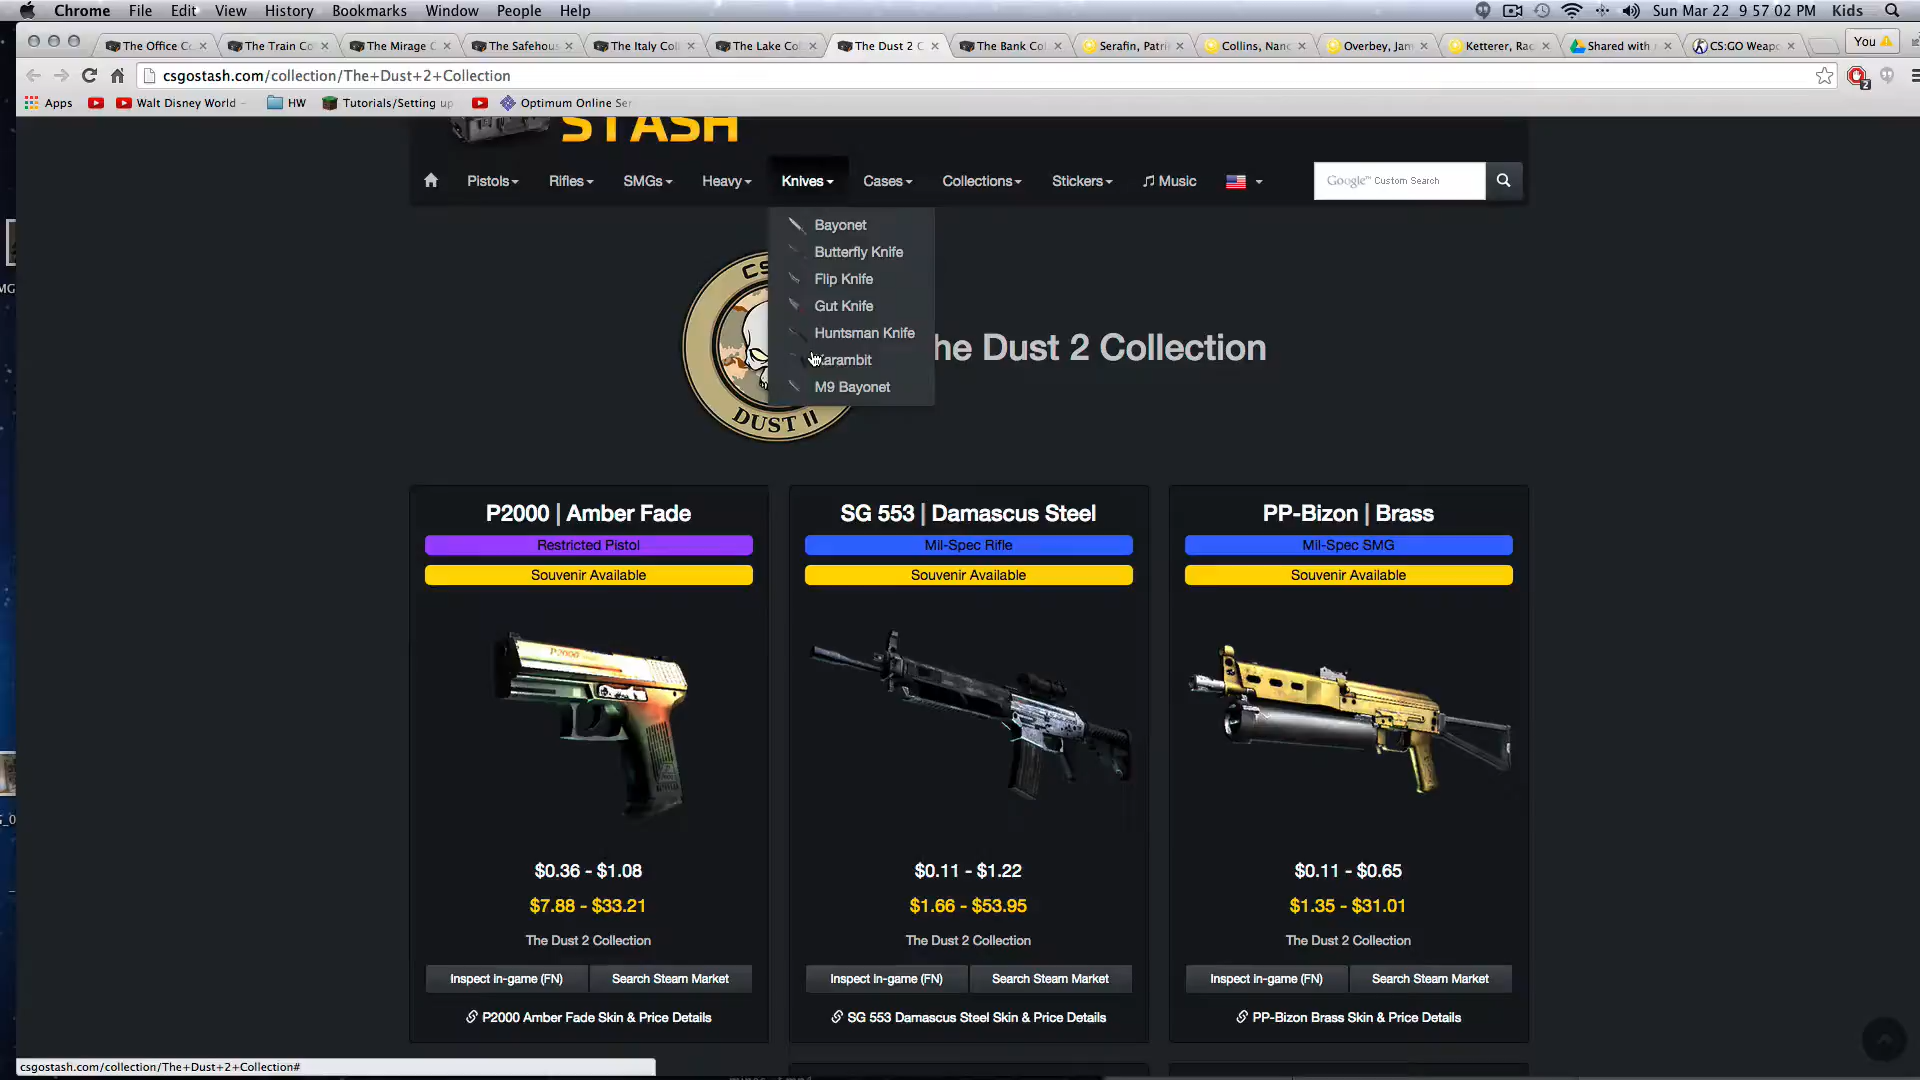 Chrome File Edit View History Bookmarks Window People Help Sun Mar 22 9:57:02 PM Kids
The Office Co The Train Co The Mirage C The Safehous The Italy Coll The Lake Col The Dust 2 C The Bank Col Serafin, Patri Collins, Nanc Overbey, Jam Ketterer, Rac Shared with CS:GO Weapo You
csgostash.com/collection/The+Dust+2+Collection
2
Apps Walt Disney World - HW Tutorials/Setting up Optimum Online Ser
STASH
Pistols Rifles SMGs Heavy Knives Cases Collections Stickers Music Google™ Custom Search
Bayonet
Butterfly Knife
Flip Knife
Gut Knife
Huntsman Knife
Karambit
M9 Bayonet
CS
DUST II
he Dust 2 Collection
P2000 | Amber Fade
Restricted Pistol
Souvenir Available
P2000
$0.36 - $1.08
$7.88 - $33.21
The Dust 2 Collection
Inspect In-game (FN) Search Steam Market
P2000 Amber Fade Skin & Price Details
SG 553 | Damascus Steel
Mil-Spec Rifle
Souvenir Available
$0.11 - $1.22
$1.66 - $53.95
The Dust 2 Collection
Inspect In-game (FN) Search Steam Market
SG 553 Damascus Steel Skin & Price Details
PP-Bizon | Brass
Mil-Spec SMG
Souvenir Available
$0.11 - $0.65
$1.35 - $31.01
The Dust 2 Collection
Inspect In-game (FN) Search Steam Market
PP-Bizon Brass Skin & Price Details
csgostash.com/collection/The+Dust+2+Collection#